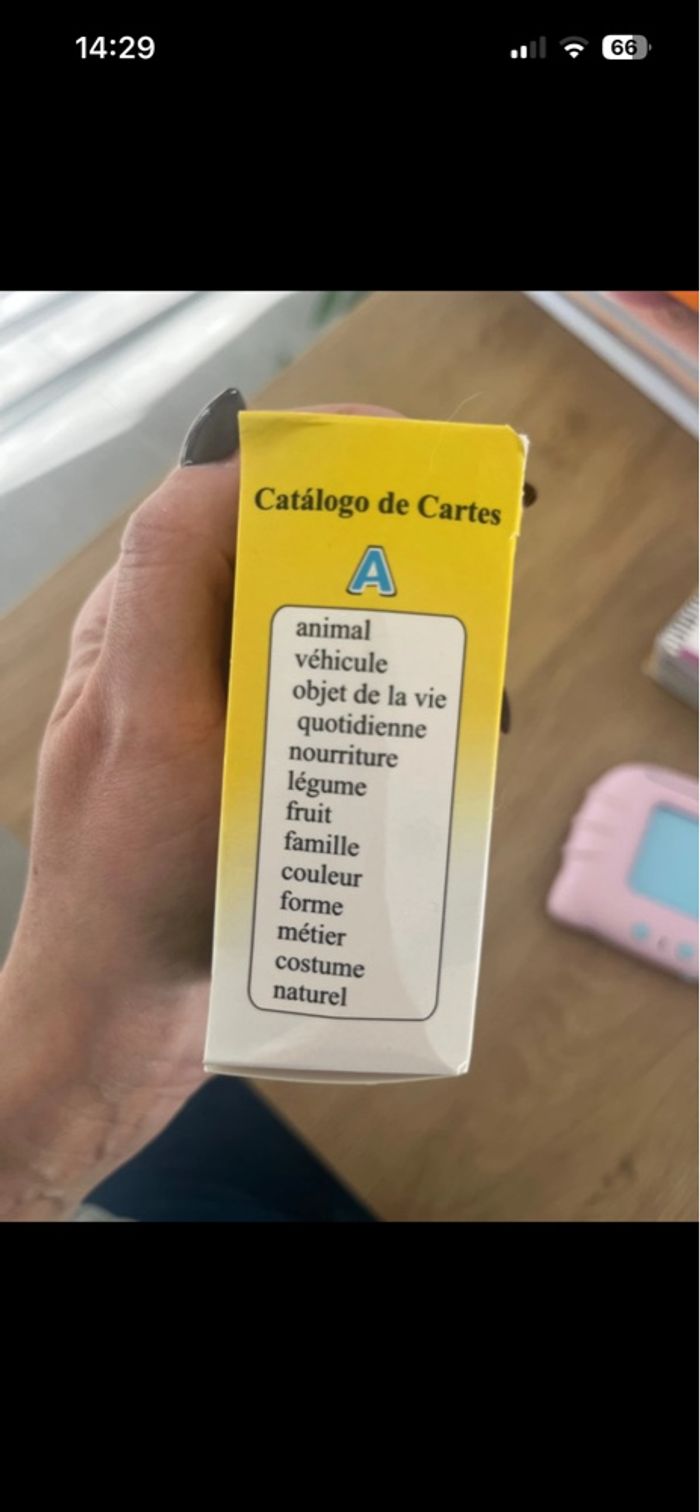 14:29
66
Catálogo de Cartes
A
animal
véhicule
objet de la vie
quotidienne
nourriture
légume
fruit
famille
couleur
forme
métier
costume
naturel